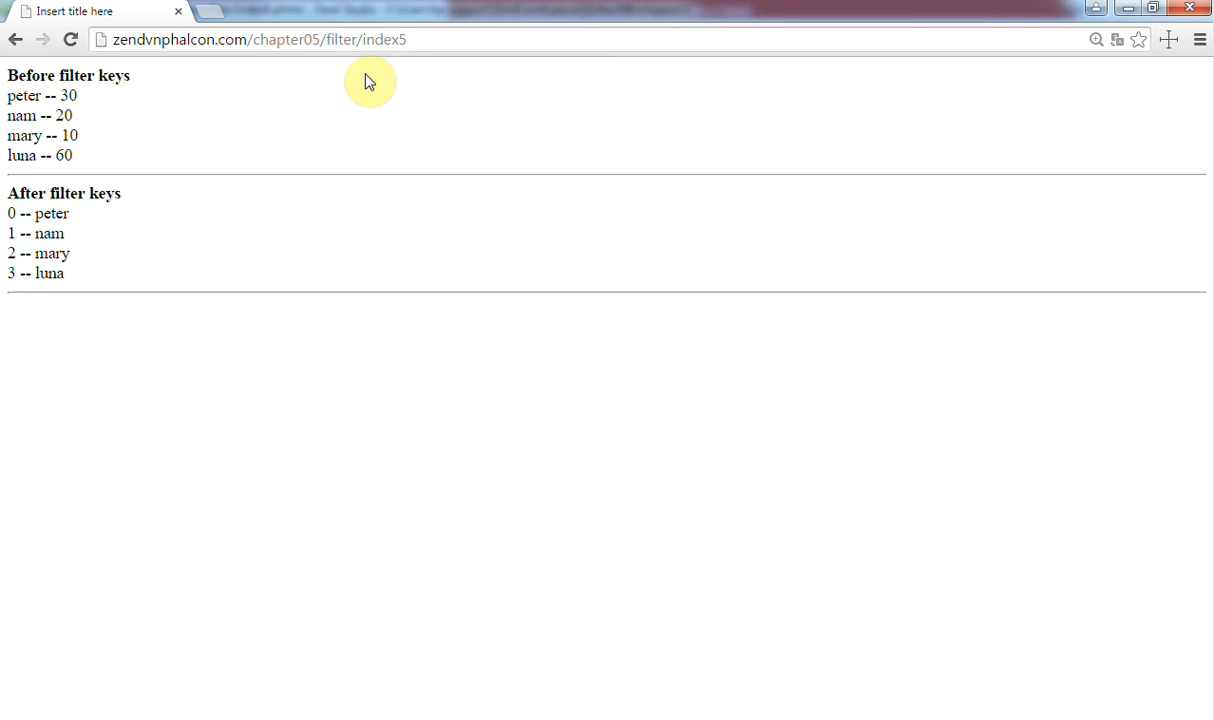 Insert title here
zendvnphalcon.com/chapter05/filter/index5
Before filter keys
peter -- 30
nam -- 20
mary -- 10
luna -- 60
After filter keys
0 -- peter
1 -- nam
2 -- mary
3 -- luna